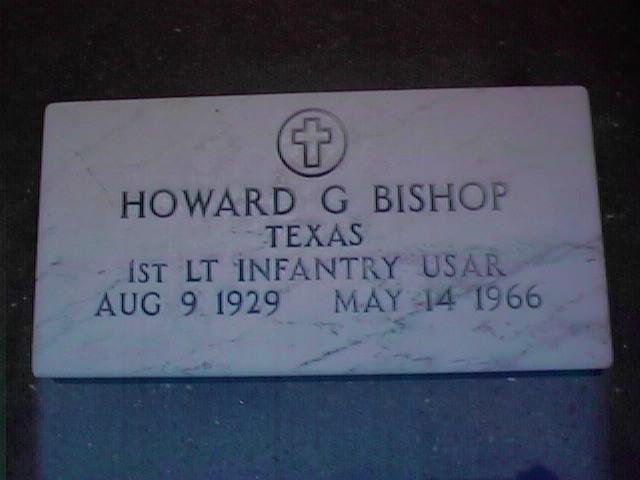 HOWARD G BISHOP
TEXAS
1ST LT INFANTRY USAR
AUG 9 1929 MAY 14 1966